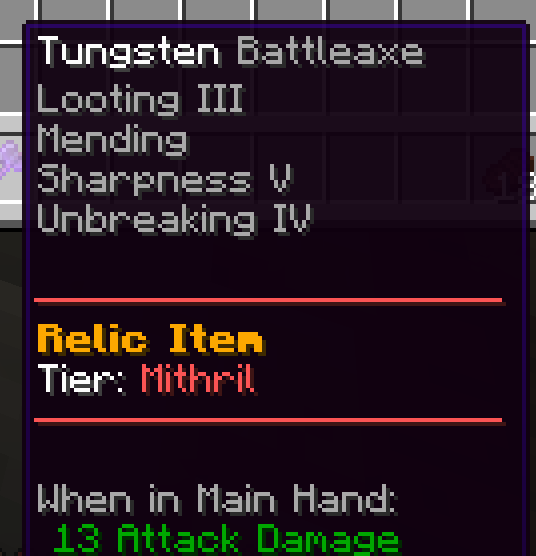 Tungsten Battleaxe
Looting III
Mending
Sharpness V
Unbreaking IV
Relic Item
Tier: Mithril
When in Main Hand:
13 Attack Damage